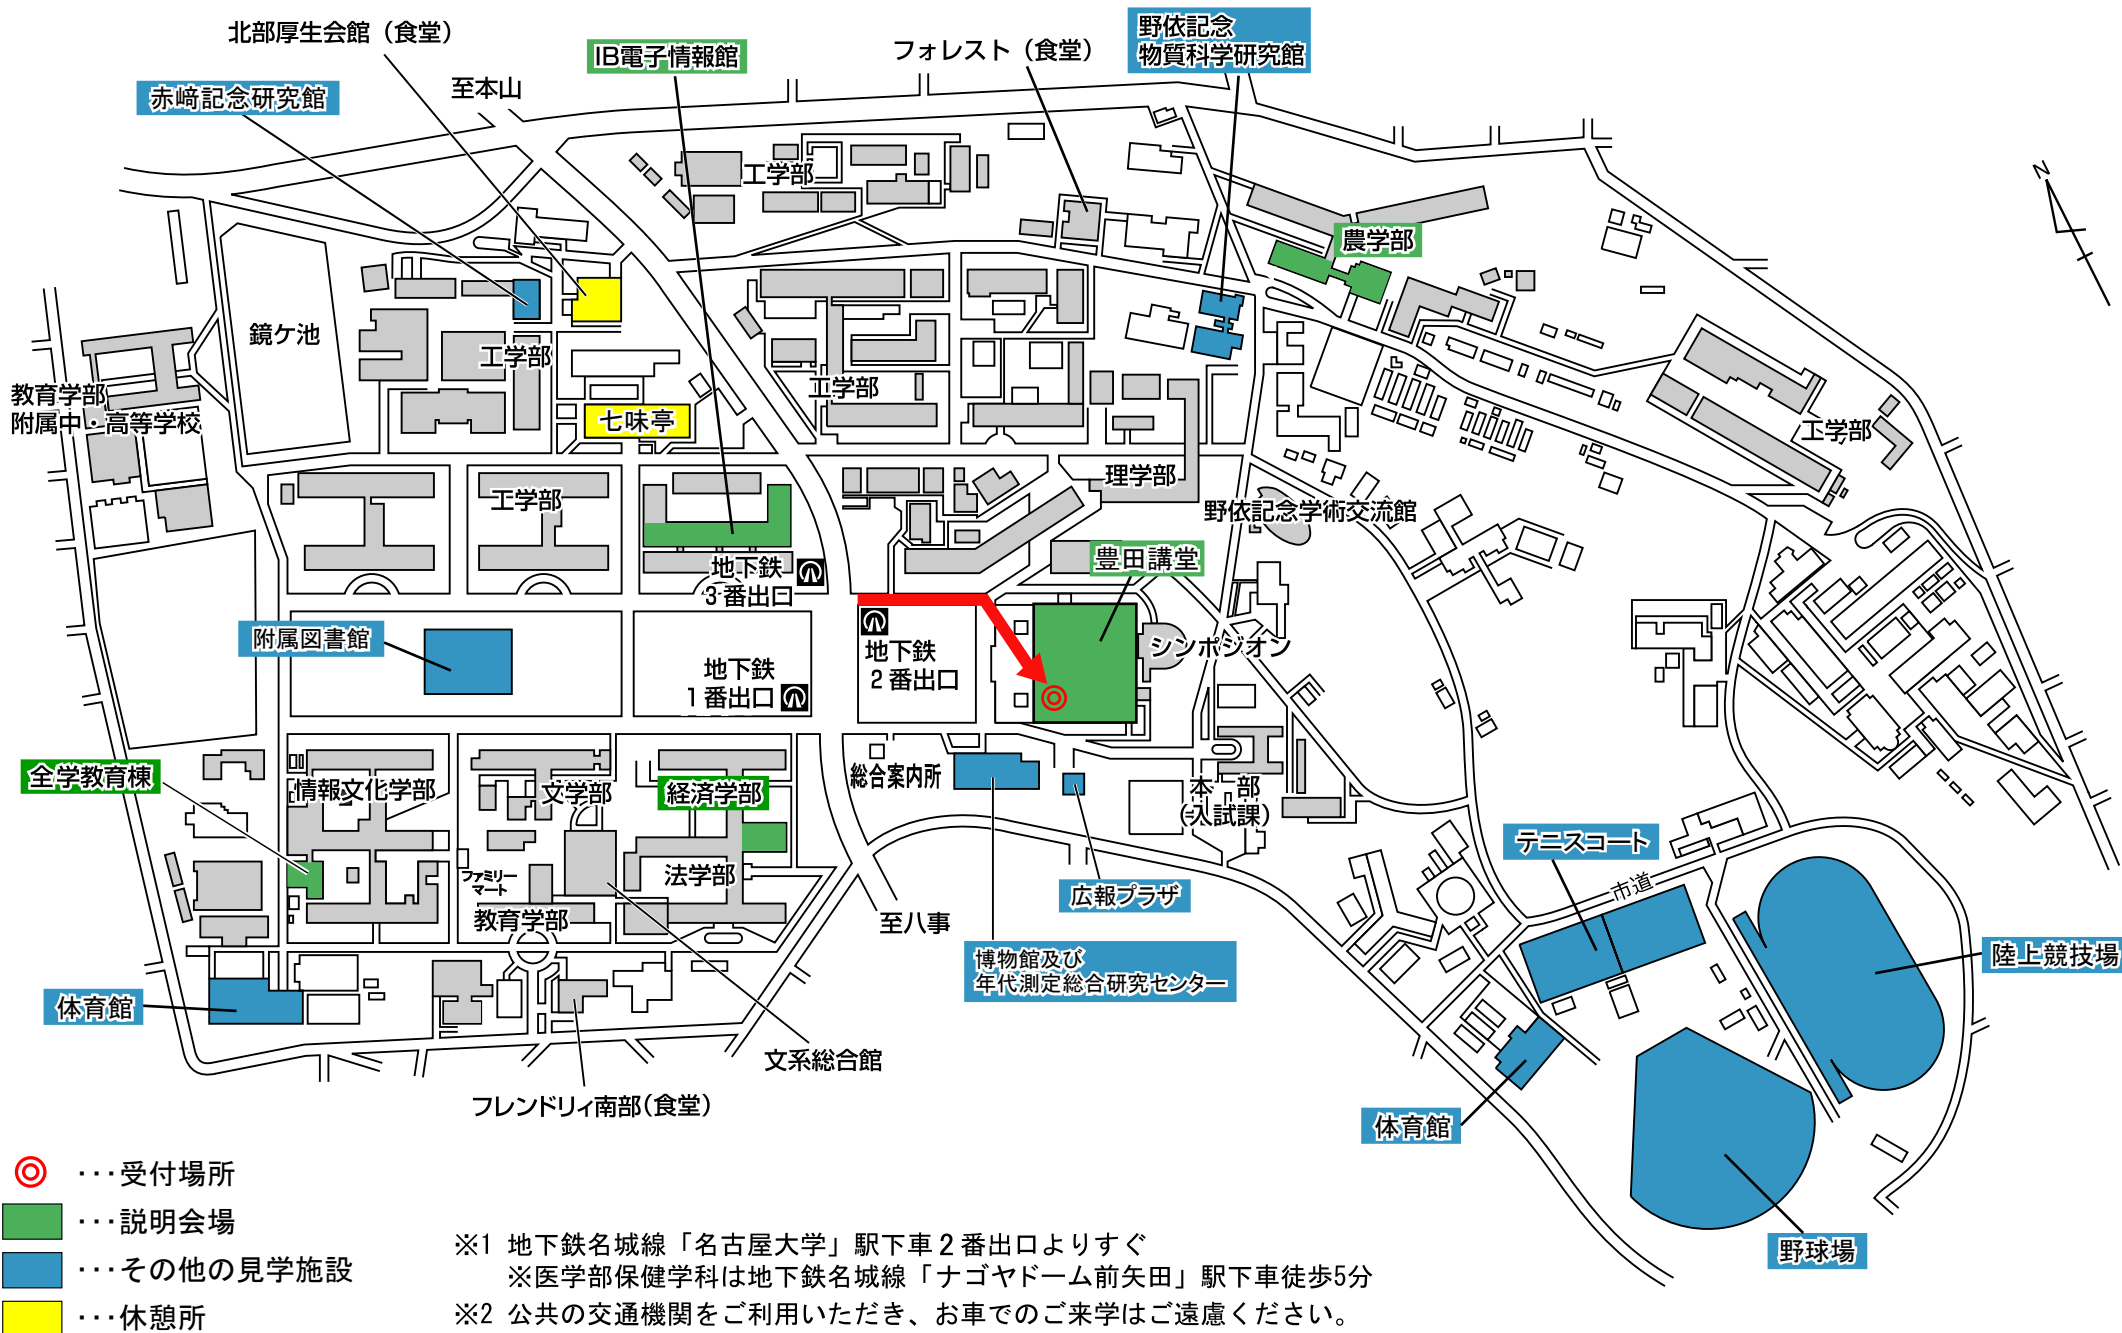 北部厚生会館（食堂）
IB電子情報館
フォレスト（食堂）
野依記念
物質科学研究館
赤﨑記念研究館
至本山
工学部
N
農学部
鏡ケ池
工学部
工学部
教育学部
附属中・高等学校
七味亭
工学部
工学部
理学部
野依記念学術交流館
豊田講堂
地下鉄
3番出口
附属図書館
地下鉄
2番出口
シンポジオン
地下鉄
1番出口
全学教育棟
情報文化学部
文学部
経済学部
総合案内所
本　部
（入試課）
ファミリー
マート
法学部
教育学部
至八事
広報プラザ
テニスコート
市道
博物館及び
年代測定総合研究センター
陸上競技場
体育館
文系総合館
フレンドリィ南部（食堂）
体育館
野球場
・・・受付場所
・・・説明会場
・・・その他の見学施設
・・・休憩所
※1 地下鉄名城線「名古屋大学」駅下車２番出口よりすぐ
※医学部保健学科は地下鉄名城線「ナゴヤドーム前矢田」駅下車徒歩5分
※2 公共の交通機関をご利用いただき、お車でのご来学はご遠慮ください。